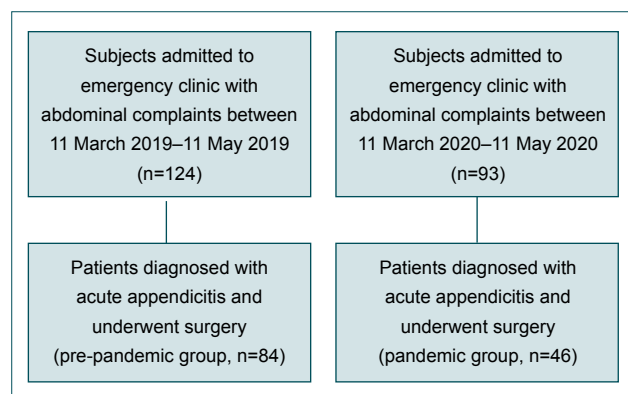 Subjects admitted to
emergency clinic with
abdominal complaints between
11 March 2019–11 May 2019
(n=124)
Subjects admitted to
emergency clinic with
abdominal complaints between
11 March 2020–11 May 2020
(n=93)
Patients diagnosed with
acute appendicitis and
underwent surgery
(pre-pandemic group, n=84)
Patients diagnosed with
acute appendicitis and
underwent surgery
(pandemic group, n=46)